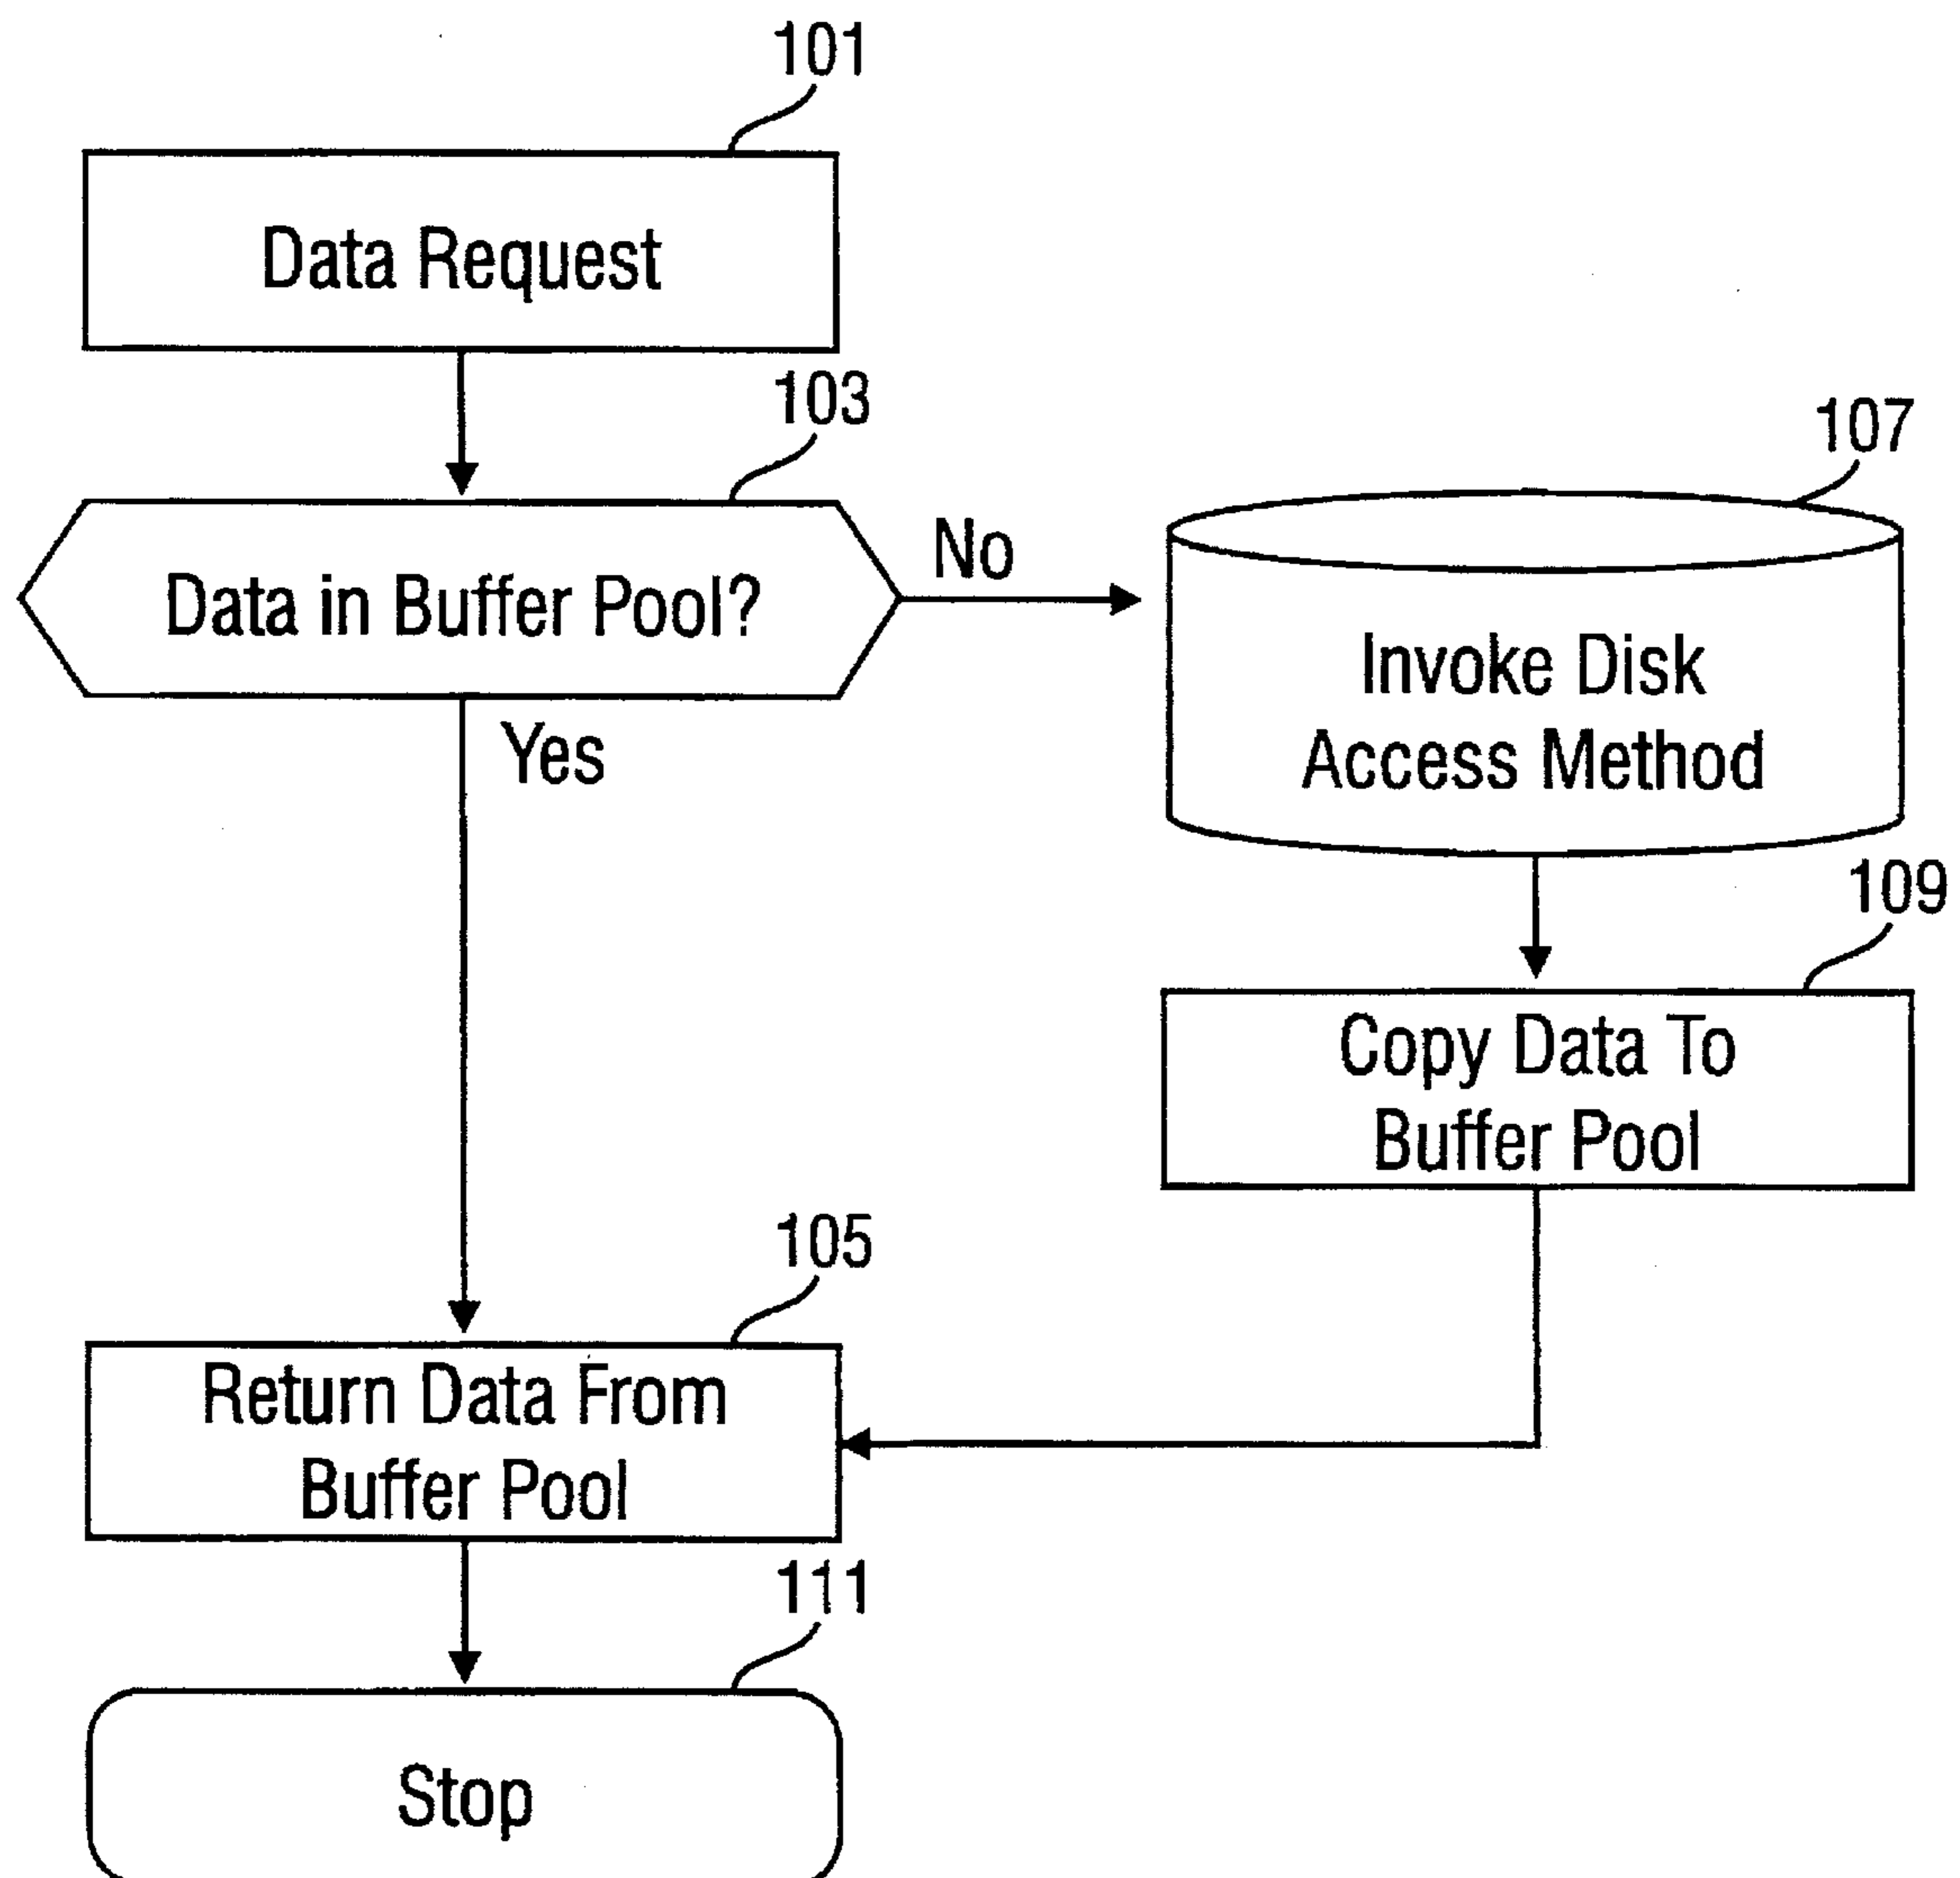 101
Data Request
103
Data in Buffer Pool?
No
Yes
107
Invoke Disk
Access Method
109
Copy Data To
Buffer Pool
105
Return Data From
Buffer Pool
111
Stop